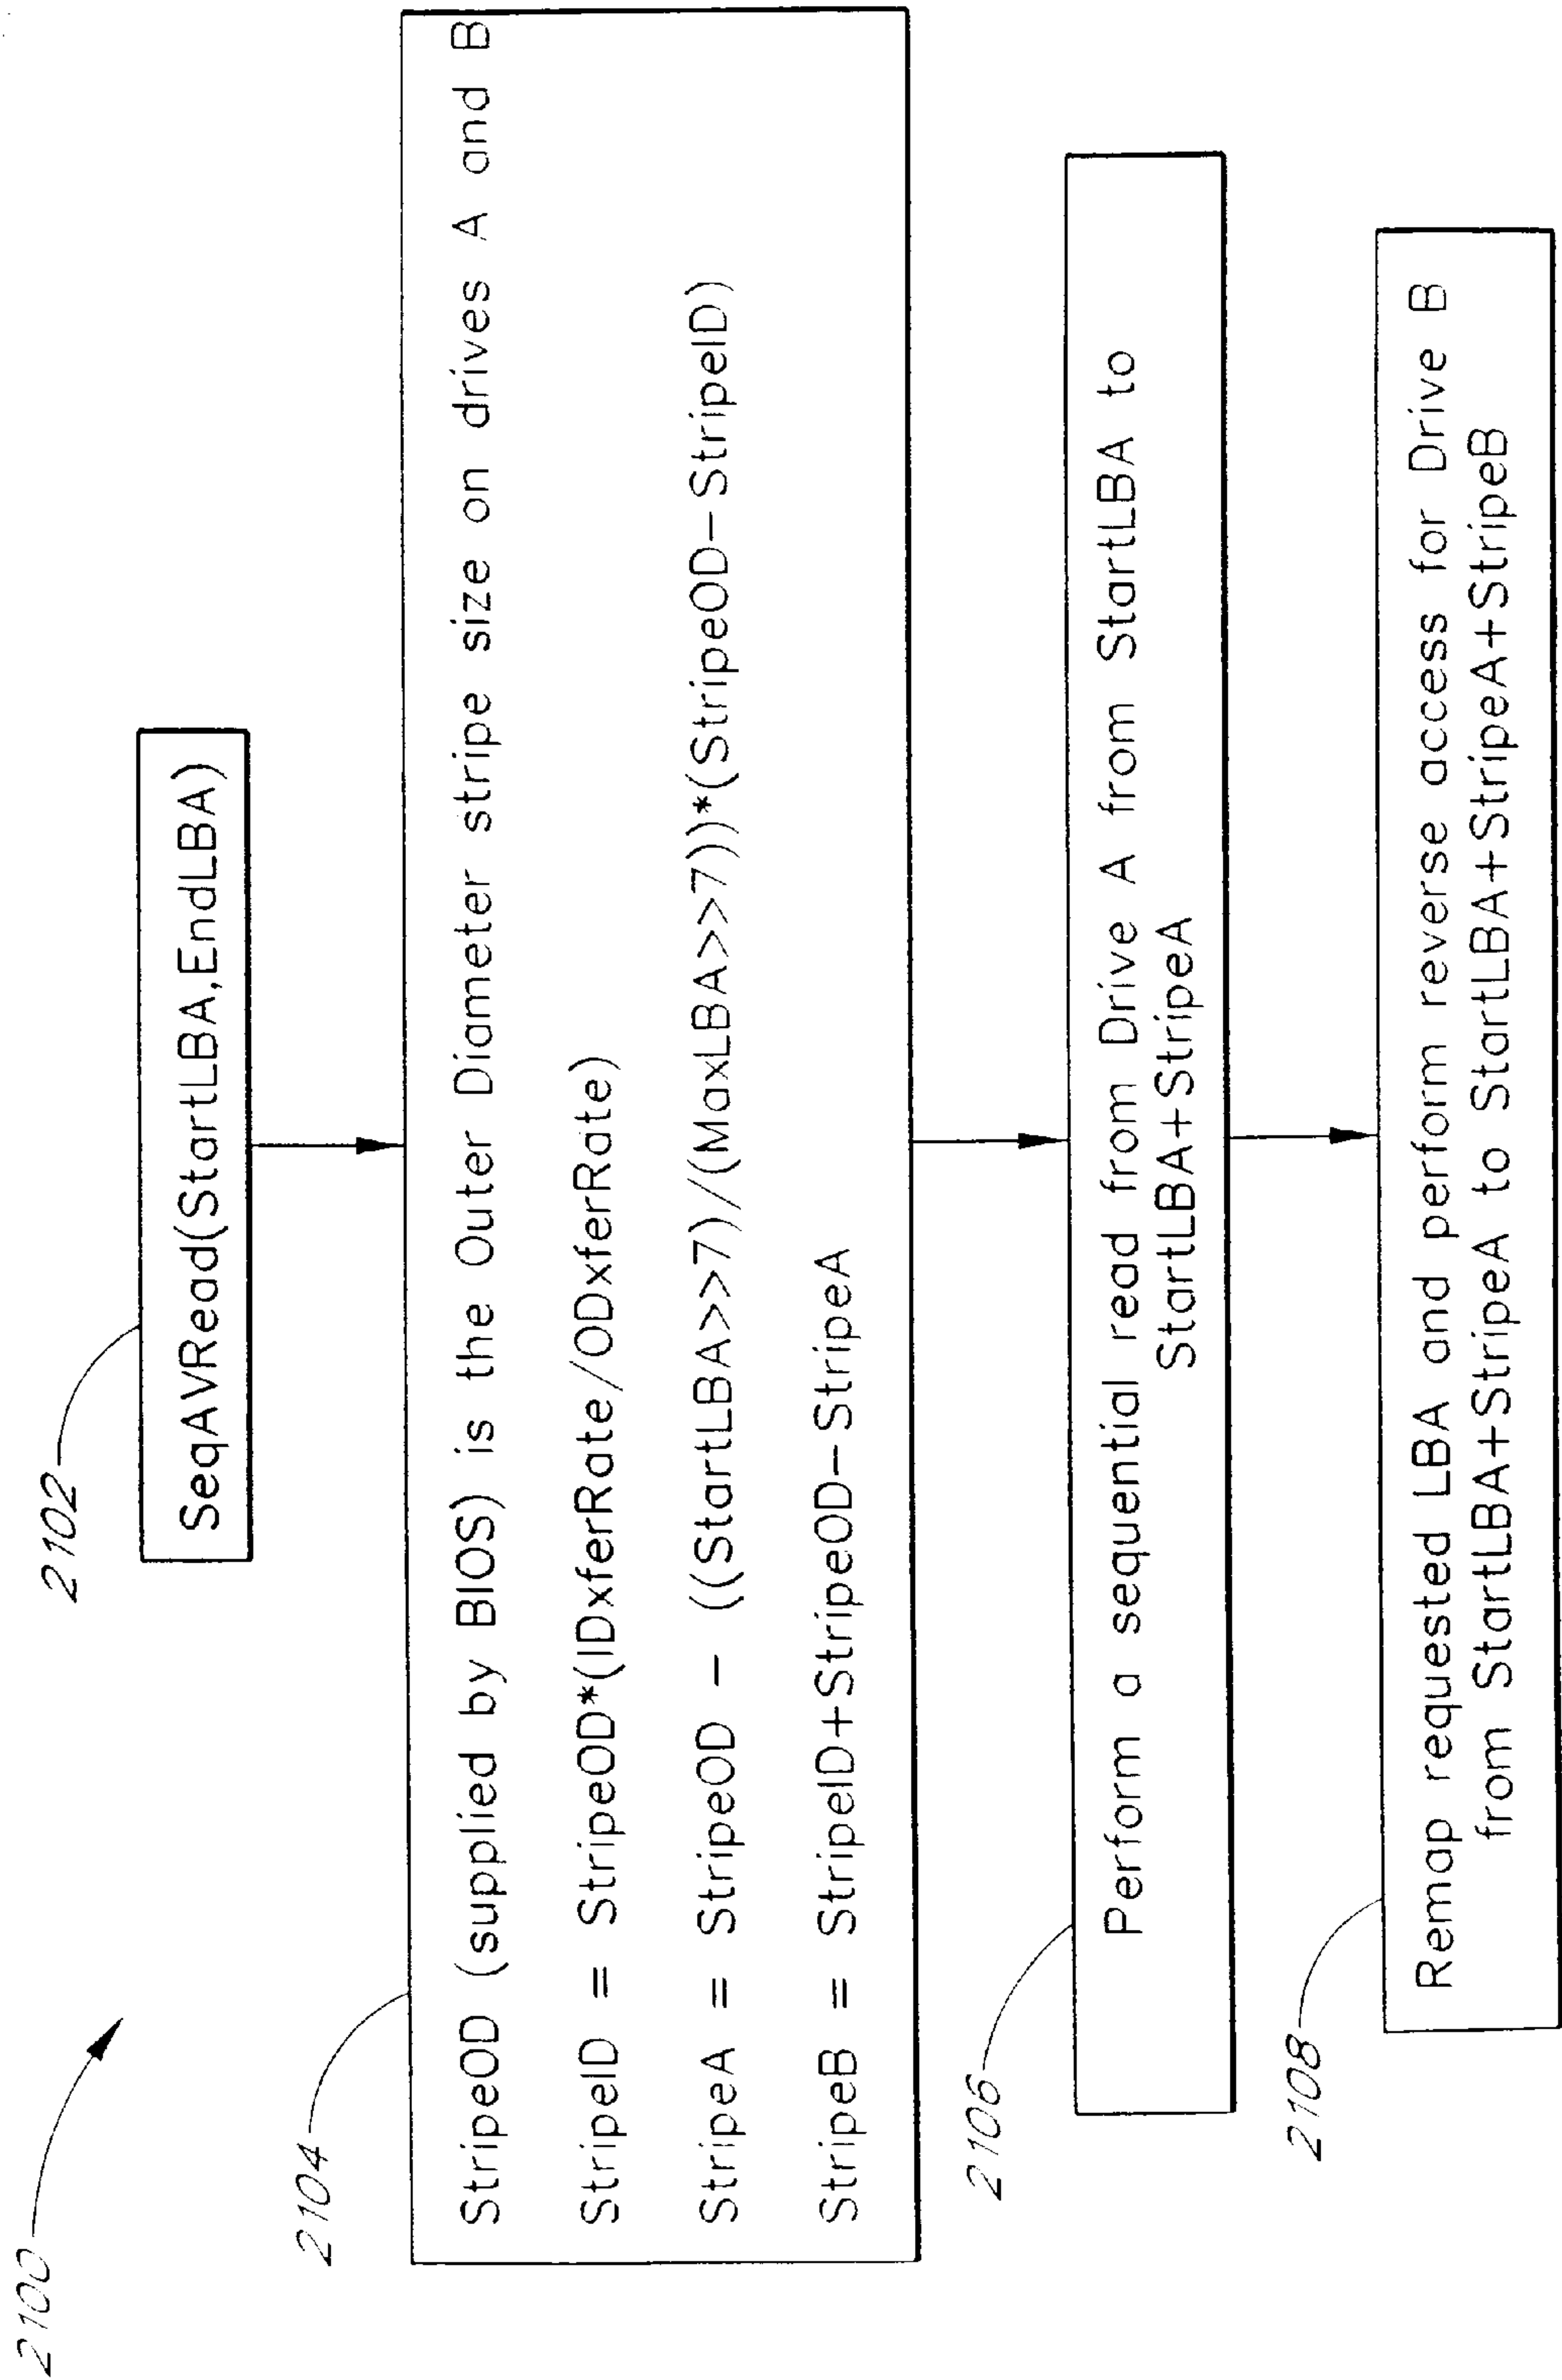 2100
2102
SeqAVRead(StartLBA,EndLBA)
2104
StripeOD (supplied by BIOS) is the Outer Diameter stripe size on drives A and B
StripeID = StripeOD*(IDxferRate/ODxferRate)
StripeA = StripeOD - ((StartLBA>>7)/(MaxLBA>>7))*(StripeOD-StripeID)
StripeB = StripeID+StripeOD-StripeA
2106
Perform a sequential read from Drive A from StartLBA to
StartLBA+StripeA
2108
Remap requested LBA and perform reverse access for Drive B
from StartLBA+StripeA to StartLBA+StripeA+StripeB